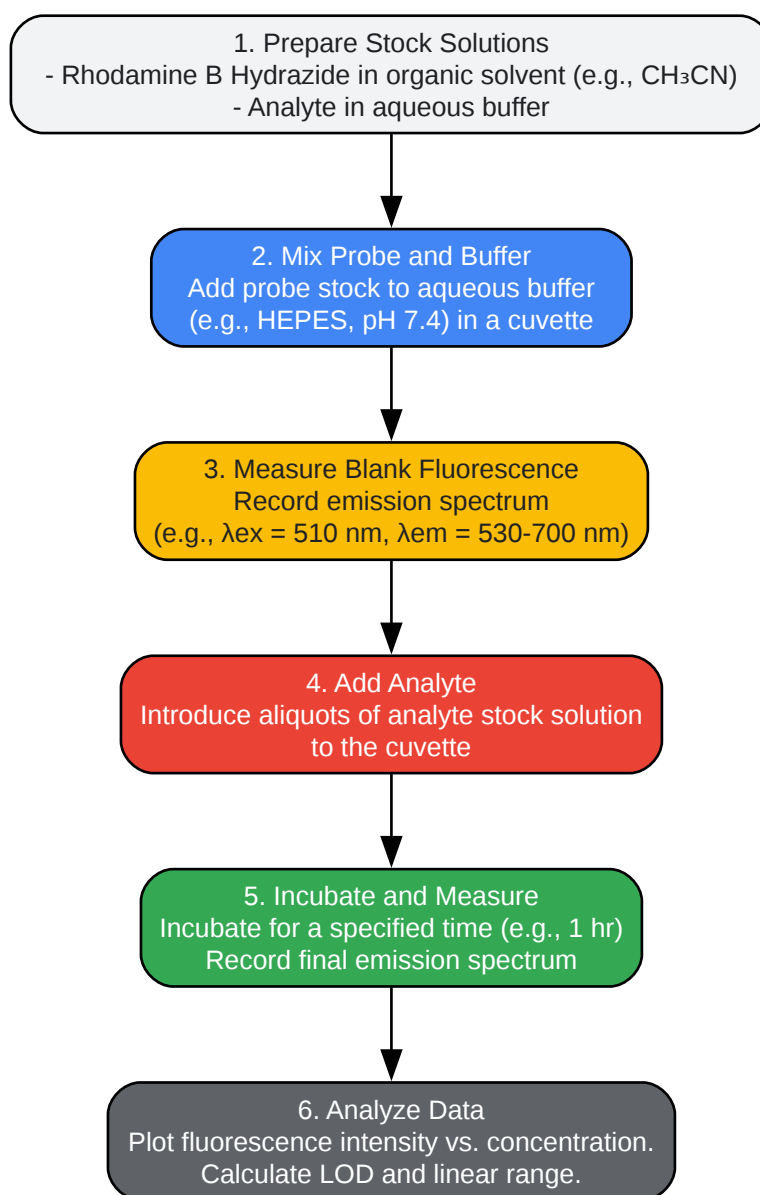 1. Prepare Stock Solutions
- Rhodamine B Hydrazide in organic solvent (e.g., CH₃CN)
- Analyte in aqueous buffer
2. Mix Probe and Buffer
Add probe stock to aqueous buffer
(e.g., HEPES, pH 7.4) in a cuvette
3. Measure Blank Fluorescence
Record emission spectrum
(e.g., λex = 510 nm, λem = 530-700 nm)
4. Add Analyte
Introduce aliquots of analyte stock solution
to the cuvette
5. Incubate and Measure
Incubate for a specified time (e.g., 1 hr)
Record final emission spectrum
6. Analyze Data
Plot fluorescence intensity vs. concentration.
Calculate LOD and linear range.